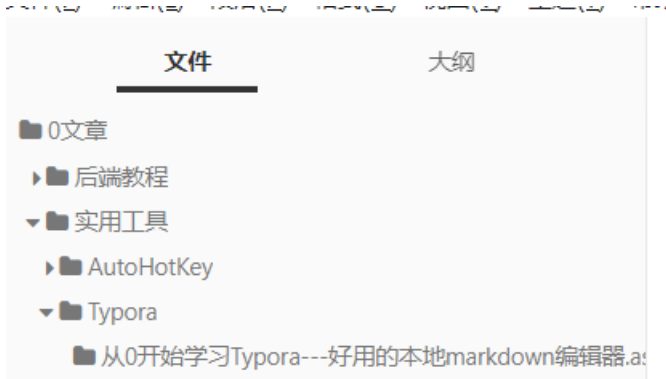 文件 大纲
0文章
后端教程
实用工具
AutoHotKey
Typora
从0开始学习Typora---好用的本地markdown编辑器.as